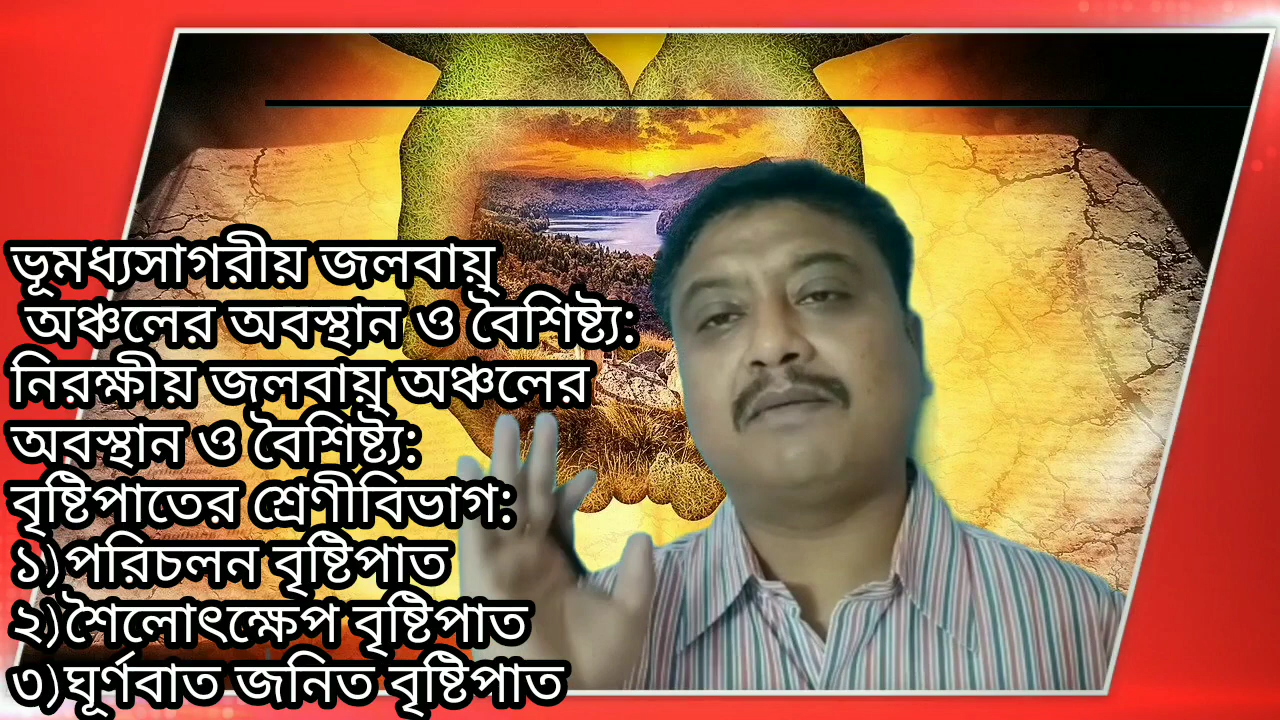 ভূমধ্যসাগরীয় জলবায়ু
অঞ্চলের অবস্থান ও বৈশিষ্ট্য:
নিরক্ষীয় জলবায়ু অঞ্চলের
অবস্থান ও বৈশিষ্ট্য:
বৃষ্টিপাতের শ্রেণীবিভাগ:
১)পরিচলন বৃষ্টিপাত
২)শৈলোৎক্ষেপ বৃষ্টিপাত
৩)ঘূর্ণবাত জনিত বৃষ্টিপাত